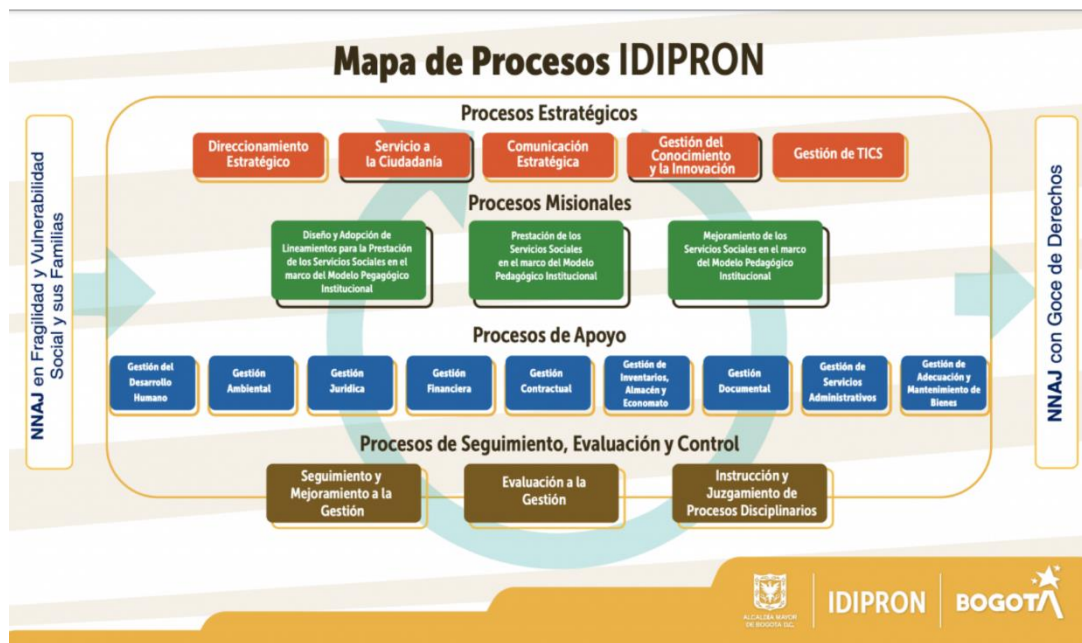 Mapa de Procesos IDIPRON
NNAJ en Fragilidad y Vulnerabilidad
Social y sus Familias
Procesos Estratégicos
Direccionamiento
Estratégico
Servicio a
la Ciudadanía
Comunicación
Estratégica
Gestión del
Conocimiento
y la Innovación
Gestión de TICS
Procesos Misionales
Diseño y Adopción de
Lineamientos para la Prestación
de los Servicios Sociales en el
marco del Modelo Pegagógico
Institucional
Prestación de los
Servicios Sociales
en el marco del Modelo
Pedagógico Institucional
Mejoramiento de los
Servicios Sociales en el marco
del Modelo Pedagógico
Institucional
Procesos de Apoyo
Gestión del
Desarrollo
Humano
Gestión
Ambiental
Gestión
Jurídica
Gestión
Financiera
Gestión
Contractual
Gestión de
Inventarios,
Almacén y
Economato
Gestión
Documental
Gestión de
Servicios
Administrativos
Gestión de
Adecuación y
Mantenimiento de
Bienes
Procesos de Seguimiento, Evaluación y Control
Seguimiento y
Mejoramiento a la
Gestión
Evaluación a la
Gestión
Instrucción y
Juzgamiento de
Procesos Disciplinarios
NNAJ con Goce de Derechos
ALCALDÍA MAYOR
DE BOGOTÁ D.C.
IDIPRON
BOGOTÁ